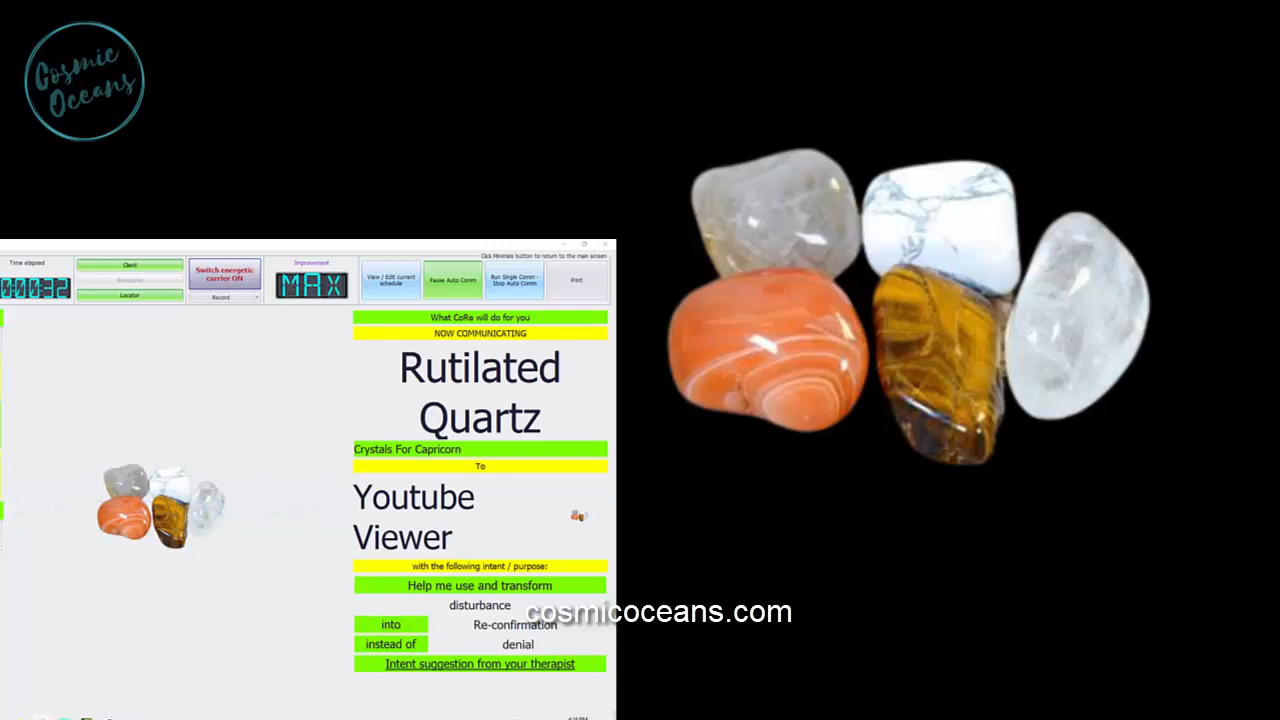 Cosmic
Oceans
Click Minimize button to return to the main screen
Time elapsed
00:00:32
Client
Locator
Switch energetic
carrier ON
Record
Improvement
MAX
View / Edit current
schedule
Pause Auto Comm
Run Single Comm -
Stop Auto Comm
Print
What CoRe will do for you
NOW COMMUNICATING
Rutilated
Quartz
Crystals For Capricorn
To
Youtube
Viewer
with the following intent / purpose:
Help me use and transform
disturbance
cosmicoceans.com
into
Re-confirmation
instead of
denial
Intent suggestion from your therapist